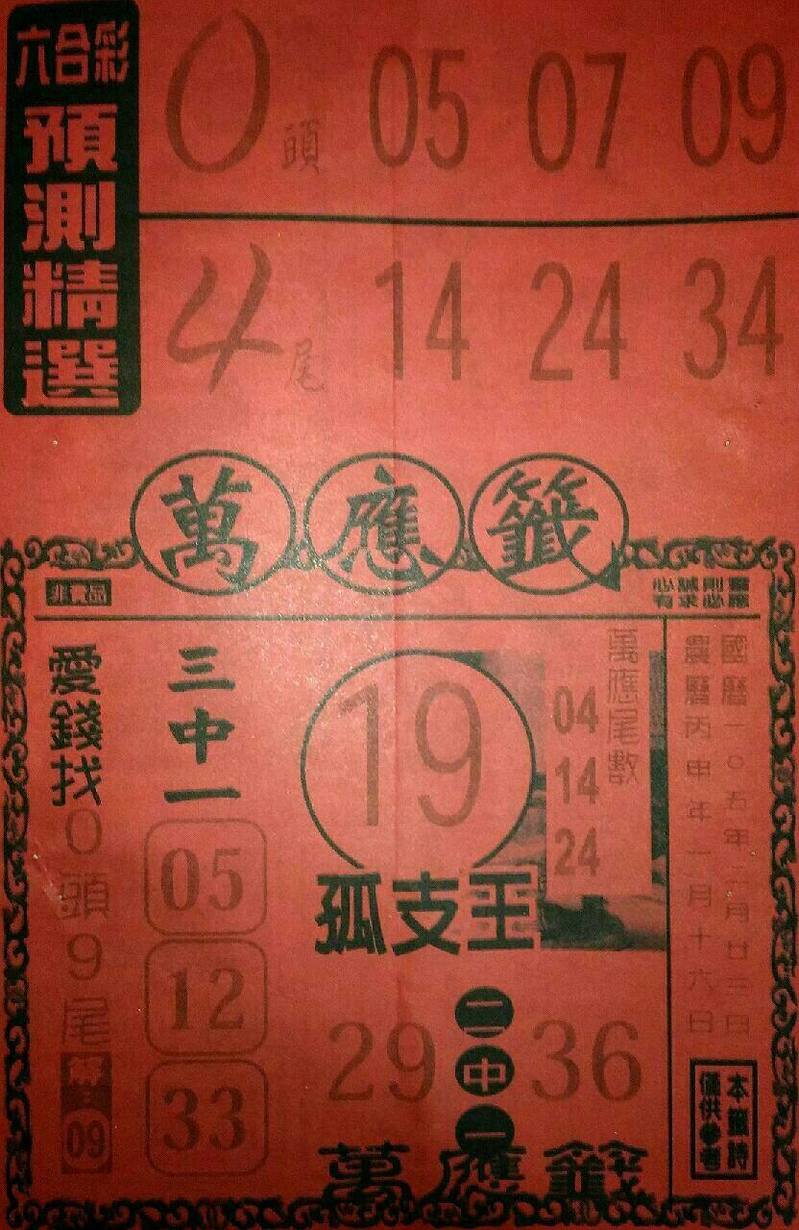 六合彩
預測精選
0頭 05 07 09
4尾 14 24 34
萬應籤
非賣品
心誠則靈
有求必應
國曆一〇五年二月廿三日
農曆丙申年一月十六日
本籤詩
僅供參考
萬應尾數
04
14
24
19
孤支王
29 二中一 36
三中一
05
12
33
愛錢找0頭9尾
解:09
萬應籤